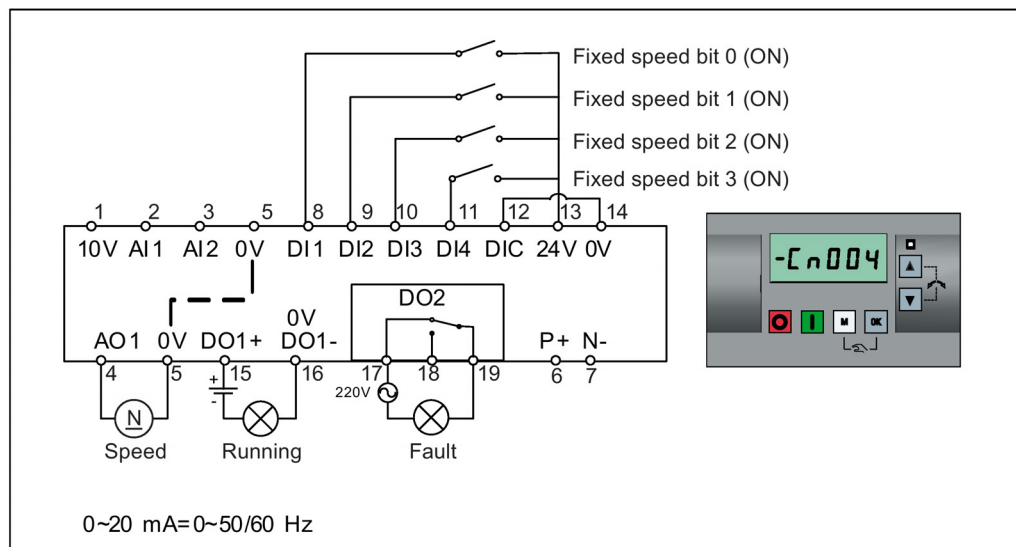 Fixed speed bit 0 (ON)
Fixed speed bit 1 (ON)
Fixed speed bit 2 (ON)
Fixed speed bit 3 (ON)
1 2 3 5 8 9 10 11 12 13 14
10V AI1 AI2 0V DI1 DI2 DI3 DI4 DIC 24V 0V
-Cn004
DO2
0V
AO1 0V DO1+ DO1- P+ N-
M OK
4 5 15 16 17 18 19 6 7
+
-
220V
N
Speed Running Fault
0~20 mA=0~50/60 Hz